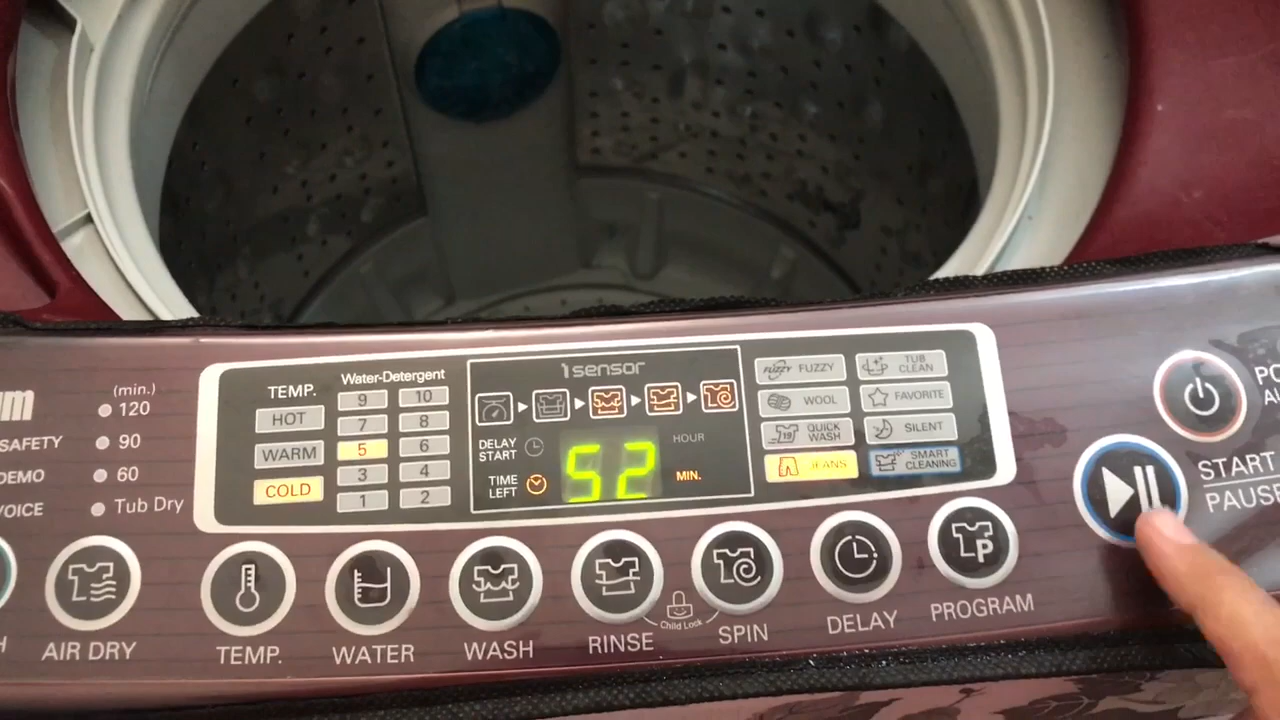 (min.)
120
SAFETY
90
DEMO
60
VOICE
Tub Dry
TEMP.
HOT
WARM
COLD
Water-Detergent
9 10
7 8
5 6
3 4
1 2
i sensor
DELAY
START
HOUR
TIME
LEFT
52
MIN.
FUZZY FUZZY
WOOL
19 QUICK
WASH
JEANS
TUB
CLEAN
FAVORITE
SILENT
SMART
CLEANING
START
PAUSE
AIR DRY
TEMP.
WATER
WASH
RINSE
Child Lock
SPIN
DELAY
P
PROGRAM